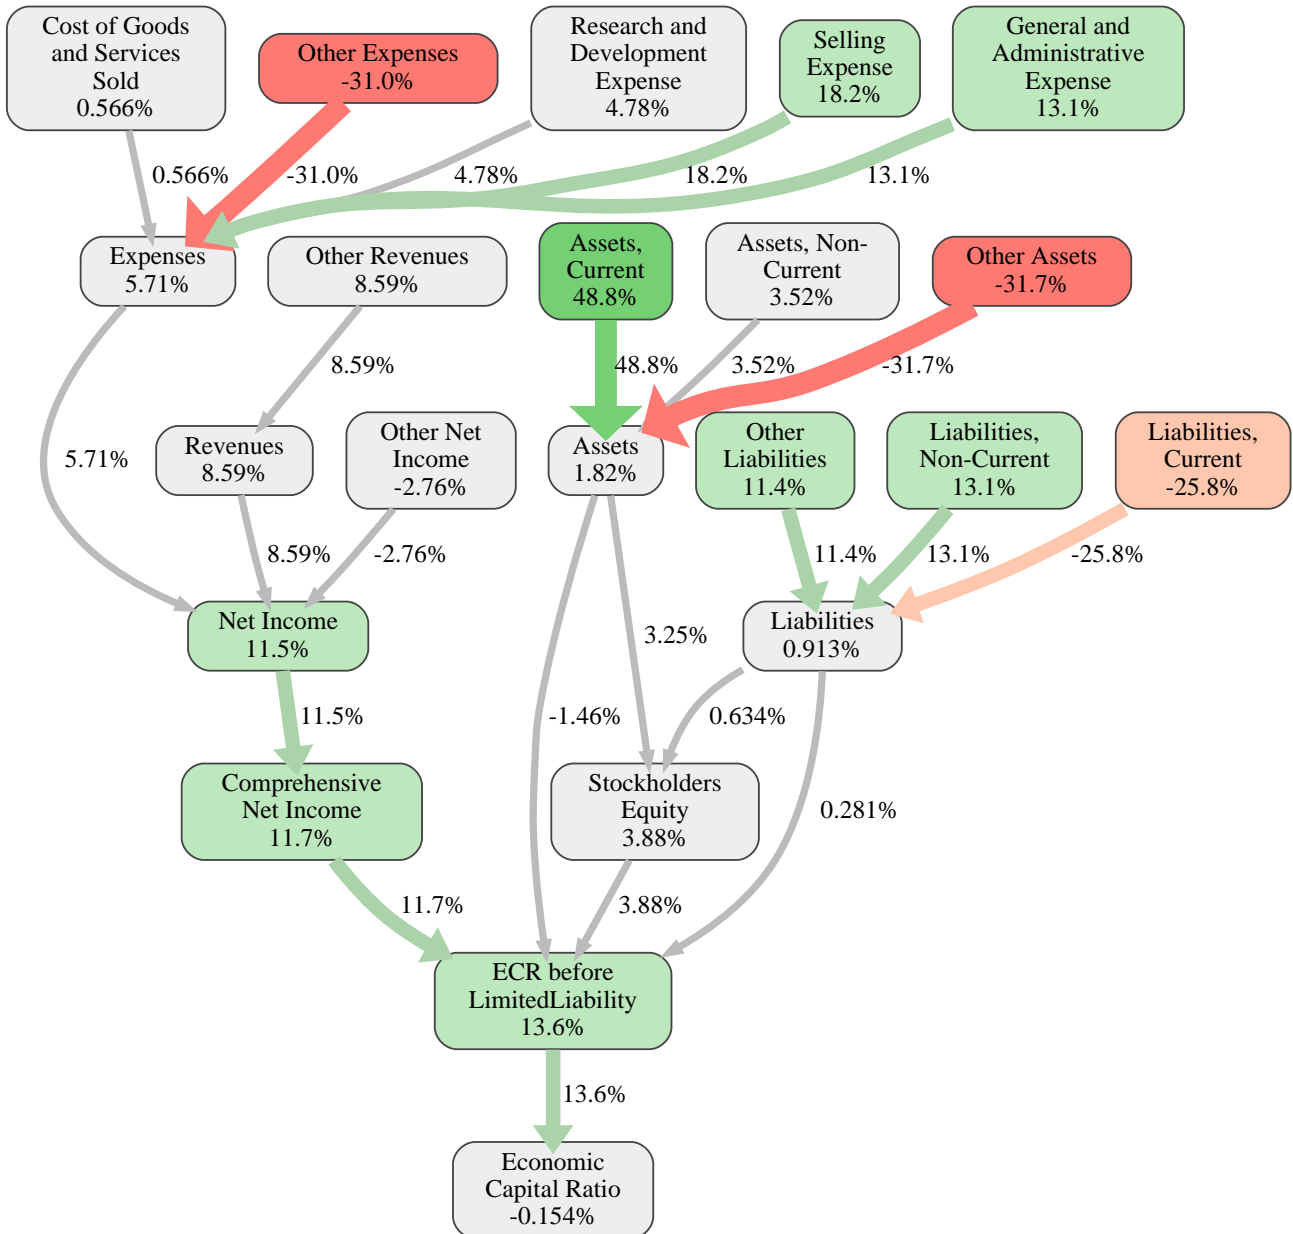 Cost of Goods
and Services
Sold
0.566%
Other Expenses
-31.0%
Research and
Development
Expense
4.78%
Selling
Expense
18.2%
General and
Administrative
Expense
13.1%
0.566%
-31.0%
4.78%
18.2%
13.1%
Expenses
5.71%
Other Revenues
8.59%
Assets,
Current
48.8%
Assets, Non-
Current
3.52%
Other Assets
-31.7%
8.59%
48.8%
3.52%
-31.7%
5.71%
Revenues
8.59%
Other Net
Income
-2.76%
Assets
1.82%
Other
Liabilities
11.4%
Liabilities,
Non-Current
13.1%
Liabilities,
Current
-25.8%
8.59%
-2.76%
11.4%
13.1%
-25.8%
Net Income
11.5%
3.25%
Liabilities
0.913%
11.5%
-1.46%
0.634%
Comprehensive
Net Income
11.7%
Stockholders
Equity
3.88%
0.281%
11.7%
3.88%
ECR before
LimitedLiability
13.6%
13.6%
Economic
Capital Ratio
-0.154%